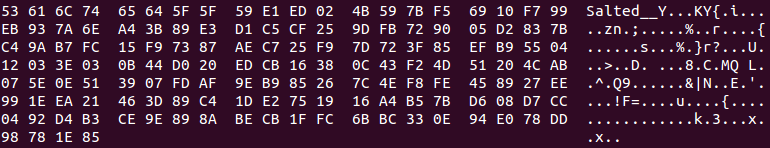 53 61 6C 74 65 64 5F 5F 59 E1 ED 02 4B 59 7B F5 69 10 F7 99 Salted__Y...KY{.i...
EB 93 7A 6E A4 3B 89 E3 D1 C5 CF 25 9D FB 72 90 05 D2 83 7B ..zn.;.....%..r....{
C4 9A B7 FC 15 F9 73 87 AE C7 25 F9 7D 72 3F 85 EF B9 55 04 ......s...%.}r?...U.
12 03 3E 03 0B 44 D0 20 ED CB 16 38 0C 43 F2 4D 51 20 4C AB ..>..D. ...8.C.MQ L.
07 5E 0E 51 39 07 FD AF 9E B9 85 26 7C 4E F8 FE 45 89 27 EE .^.Q9......&|N..E.'.
99 1E EA 21 46 3D 89 C4 1D E2 75 19 16 A4 B5 7B D6 08 D7 CC ...!F=....u....{....
04 92 D4 B3 CE 9E 89 8A BE CB 1F FC 6B BC 33 0E 94 E0 78 DD ............k.3...x.
98 78 1E 85 .x..